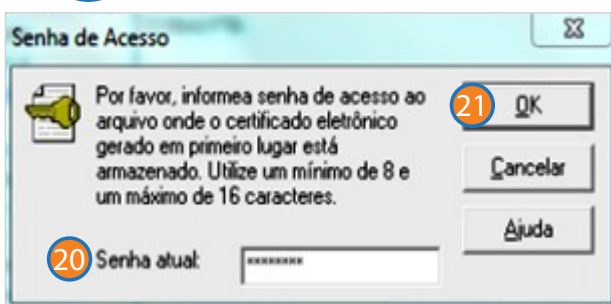 Senha de Acesso
Por favor, informea senha de acesso ao
arquivo onde o certificado eletrônico
gerado em primeiro lugar está
armazenado. Utilize um mínimo de 8 e
um máximo de 16 caracteres.
21 OK
Cancelar
Ajuda
20 Senha atual: ××××××××